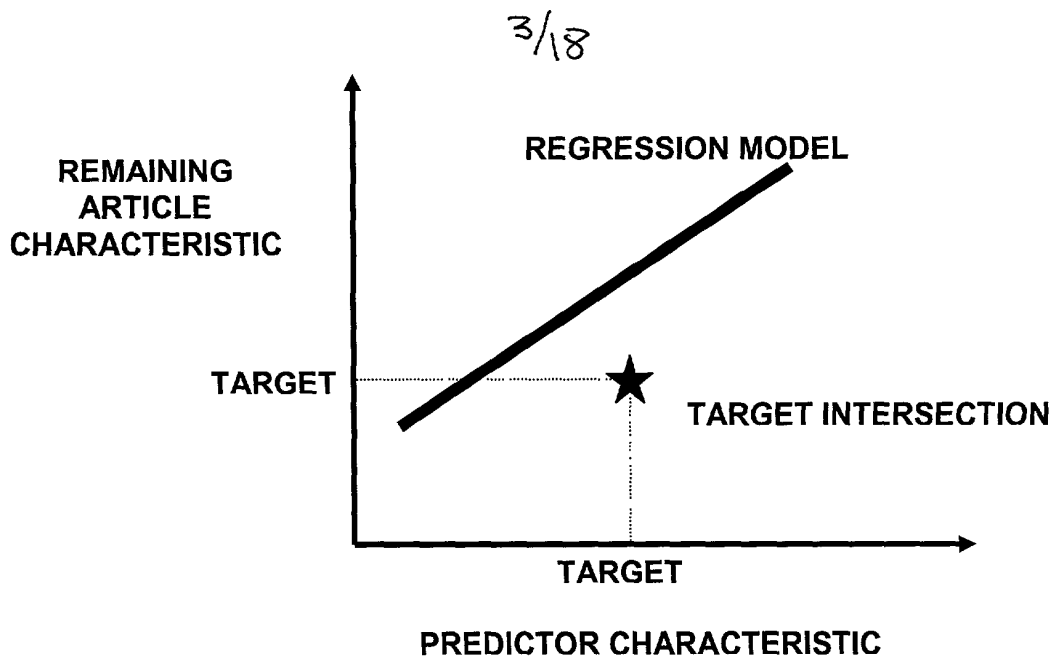 3/18
REGRESSION MODEL
REMAINING
ARTICLE
CHARACTERISTIC
TARGET
TARGET INTERSECTION
TARGET
PREDICTOR CHARACTERISTIC